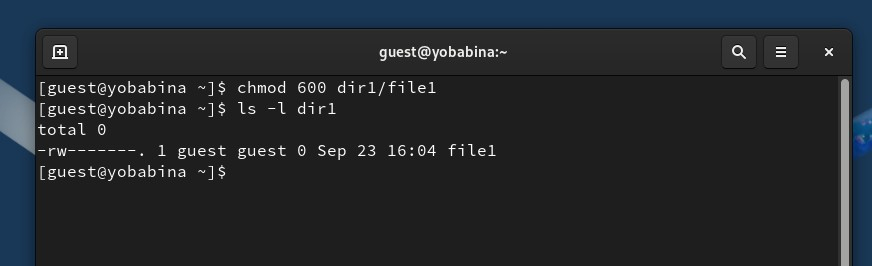 guest@yobabina:~
[guest@yobabina ~]$ chmod 600 dir1/file1
[guest@yobabina ~]$ ls -l dir1
total 0
-rw-------. 1 guest guest 0 Sep 23 16:04 file1
[guest@yobabina ~]$